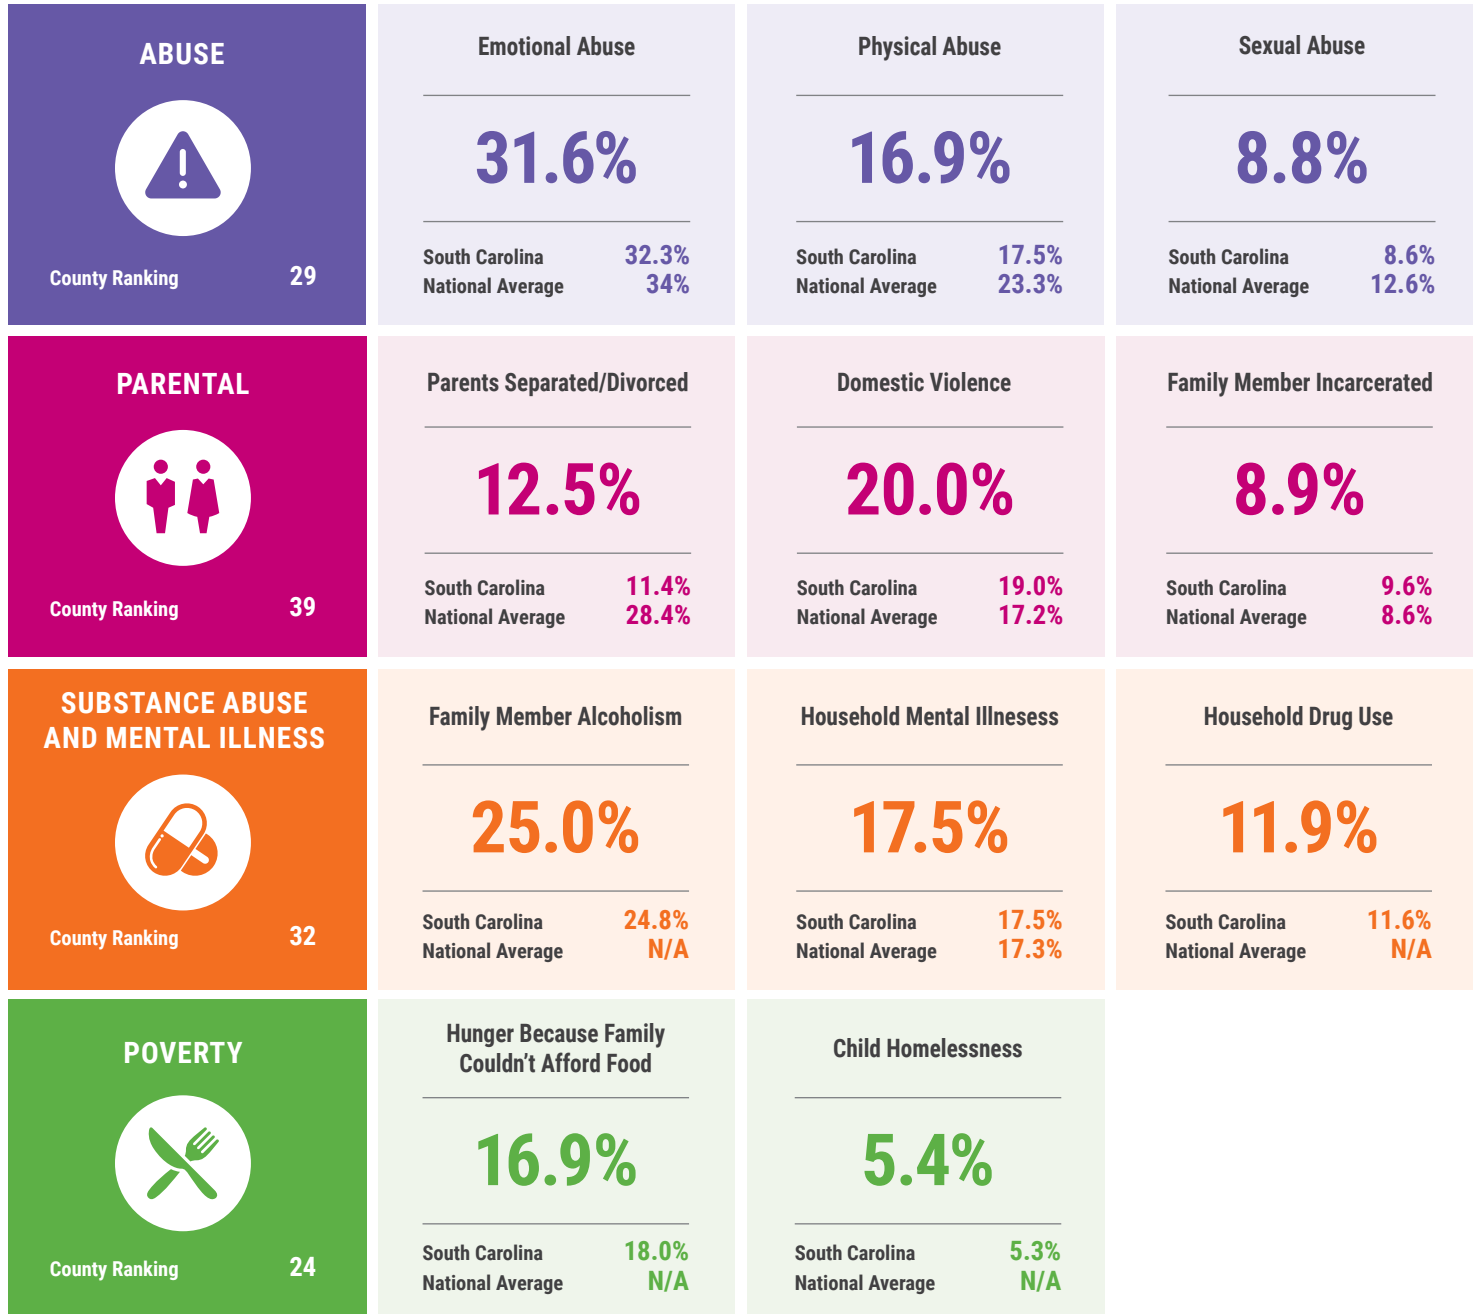 ABUSE
County Ranking 29
Emotional Abuse
31.6%
South Carolina 32.3%
National Average 34%
Physical Abuse
16.9%
South Carolina 17.5%
National Average 23.3%
Sexual Abuse
8.8%
South Carolina 8.6%
National Average 12.6%
PARENTAL
County Ranking 39
Parents Separated/Divorced
12.5%
South Carolina 11.4%
National Average 28.4%
Domestic Violence
20.0%
South Carolina 19.0%
National Average 17.2%
Family Member Incarcerated
8.9%
South Carolina 9.6%
National Average 8.6%
SUBSTANCE ABUSE
AND MENTAL ILLNESS
County Ranking 32
Family Member Alcoholism
25.0%
South Carolina 24.8%
National Average N/A
Household Mental Illnesess
17.5%
South Carolina 17.5%
National Average 17.3%
Household Drug Use
11.9%
South Carolina 11.6%
National Average N/A
POVERTY
County Ranking 24
Hunger Because Family
Couldn’t Afford Food
16.9%
South Carolina 18.0%
National Average N/A
Child Homelessness
5.4%
South Carolina 5.3%
National Average N/A